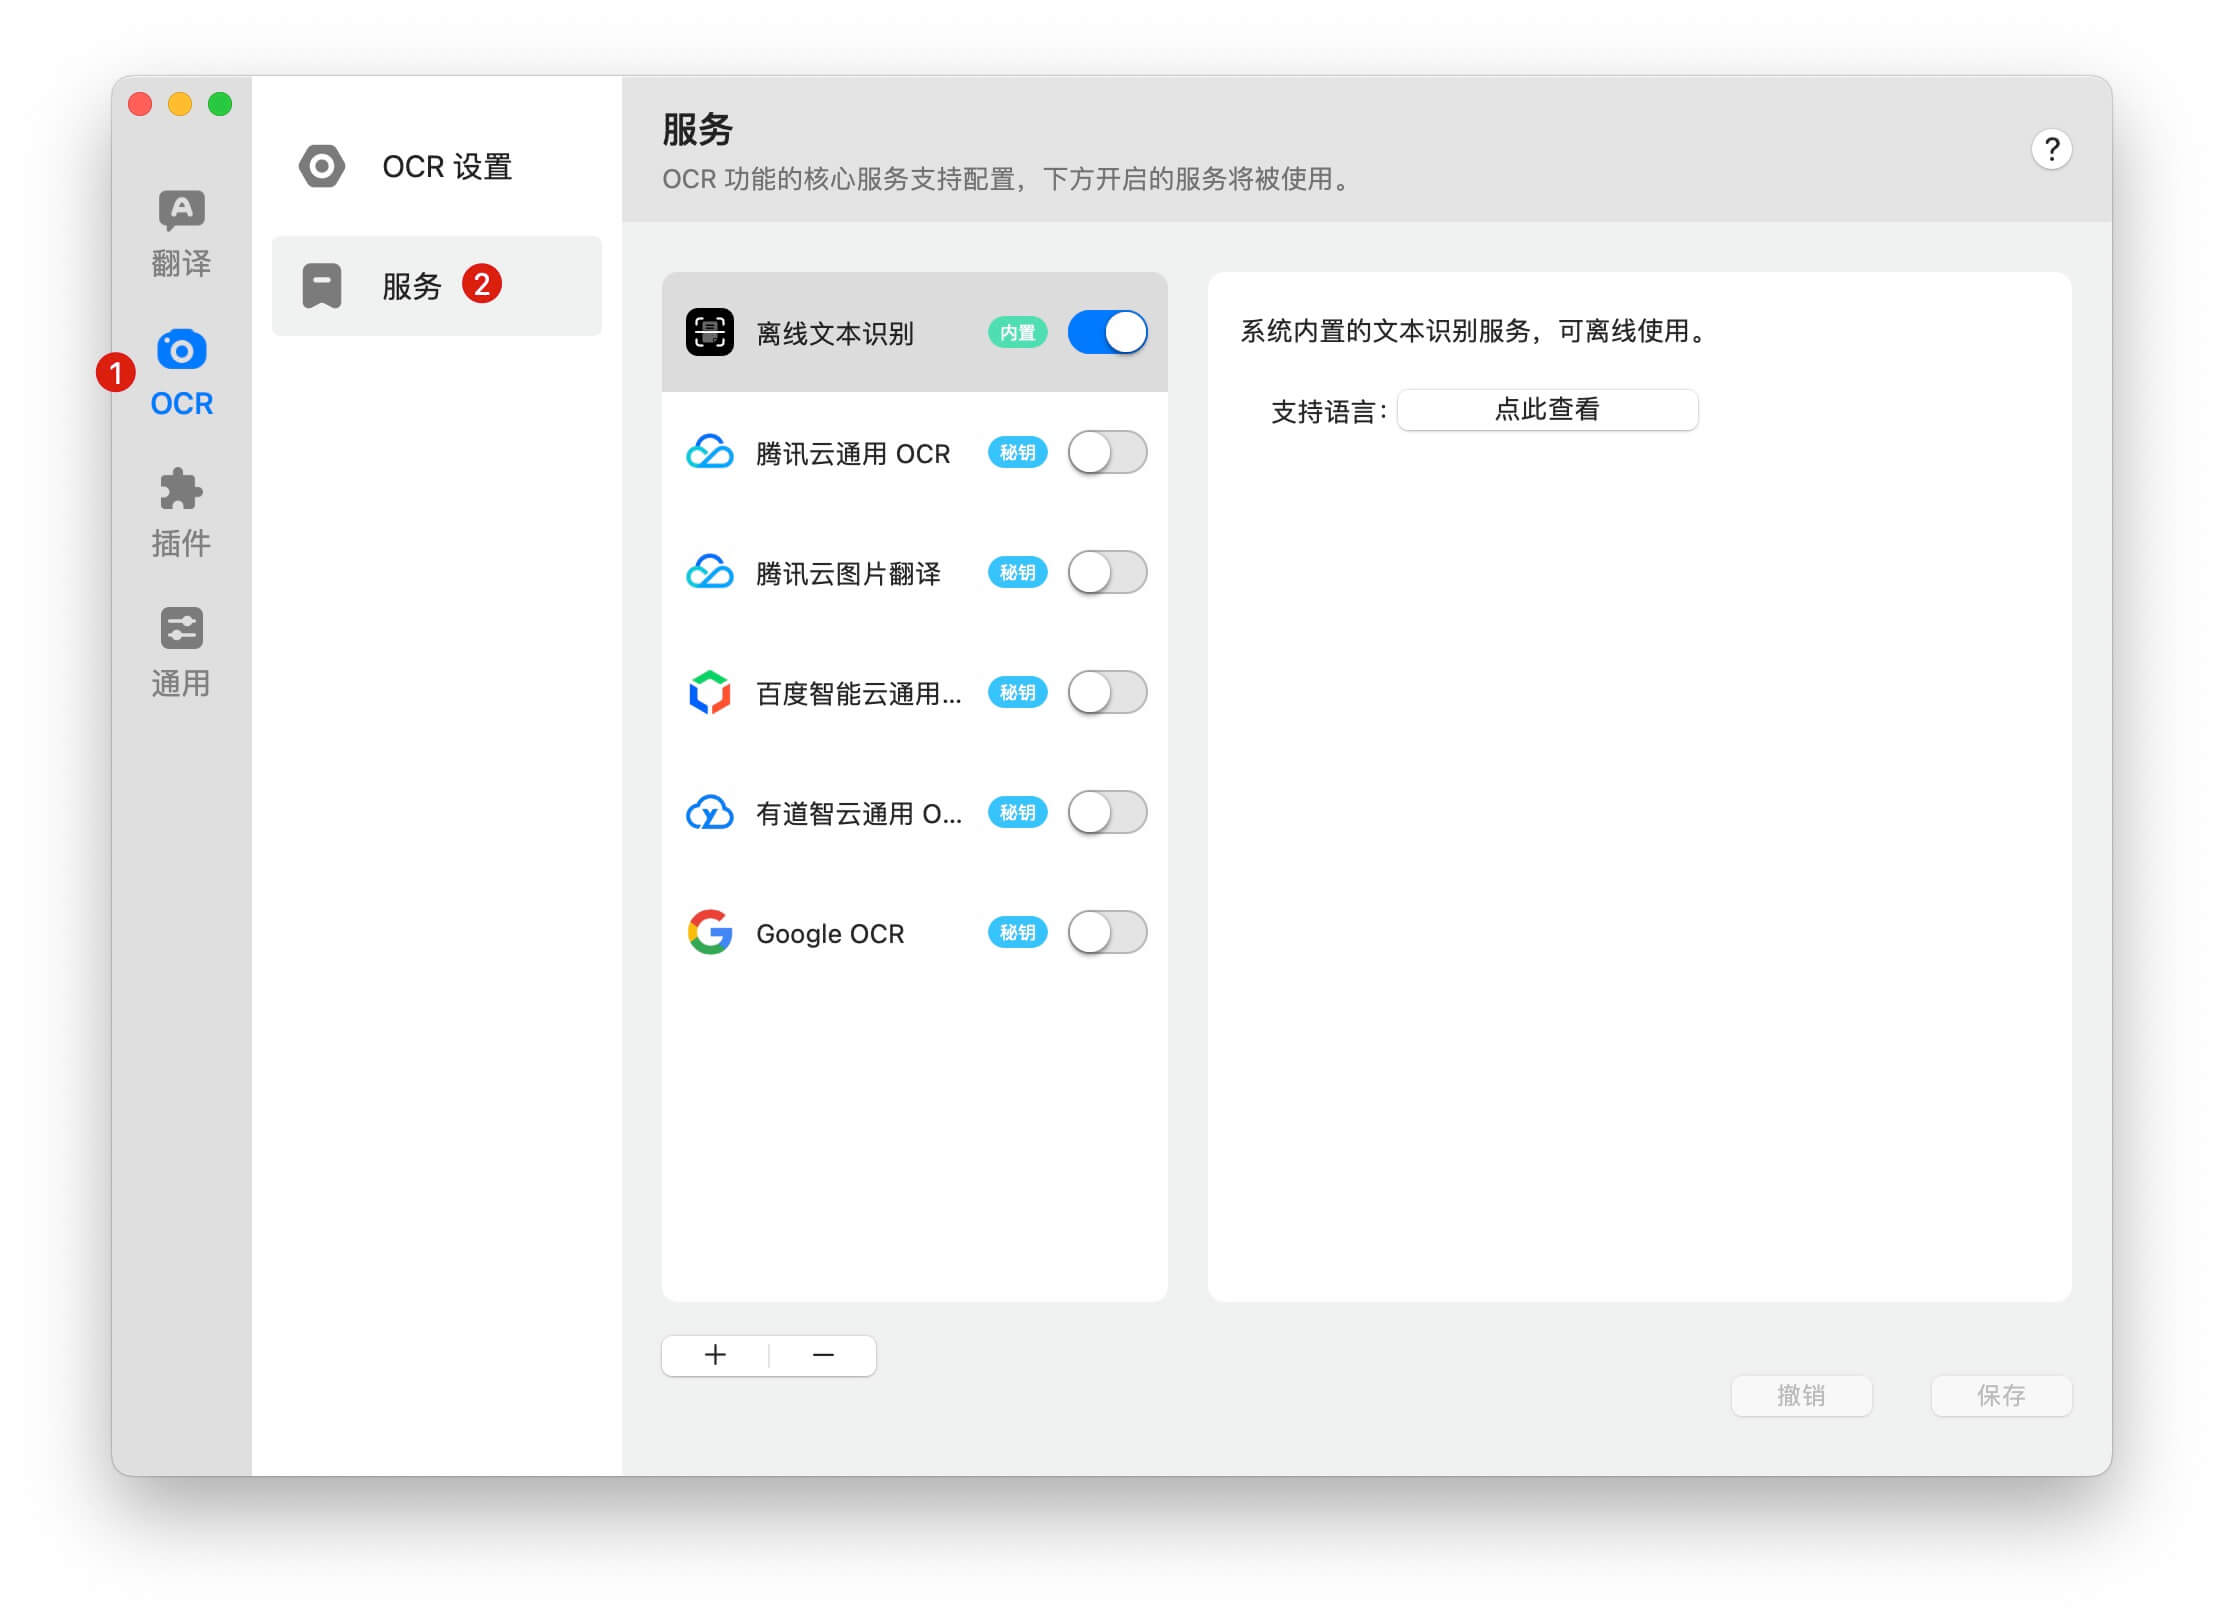 翻译
1
OCR
插件
通用
OCR 设置
服务 2
服务
OCR 功能的核心服务支持配置，下方开启的服务将被使用。
?
离线文本识别 内置
腾讯云通用 OCR 秘钥
腾讯云图片翻译 秘钥
百度智能云通用... 秘钥
有道智云通用 O... 秘钥
Google OCR 秘钥
系统内置的文本识别服务，可离线使用。
支持语言： 点此查看
撤销 保存